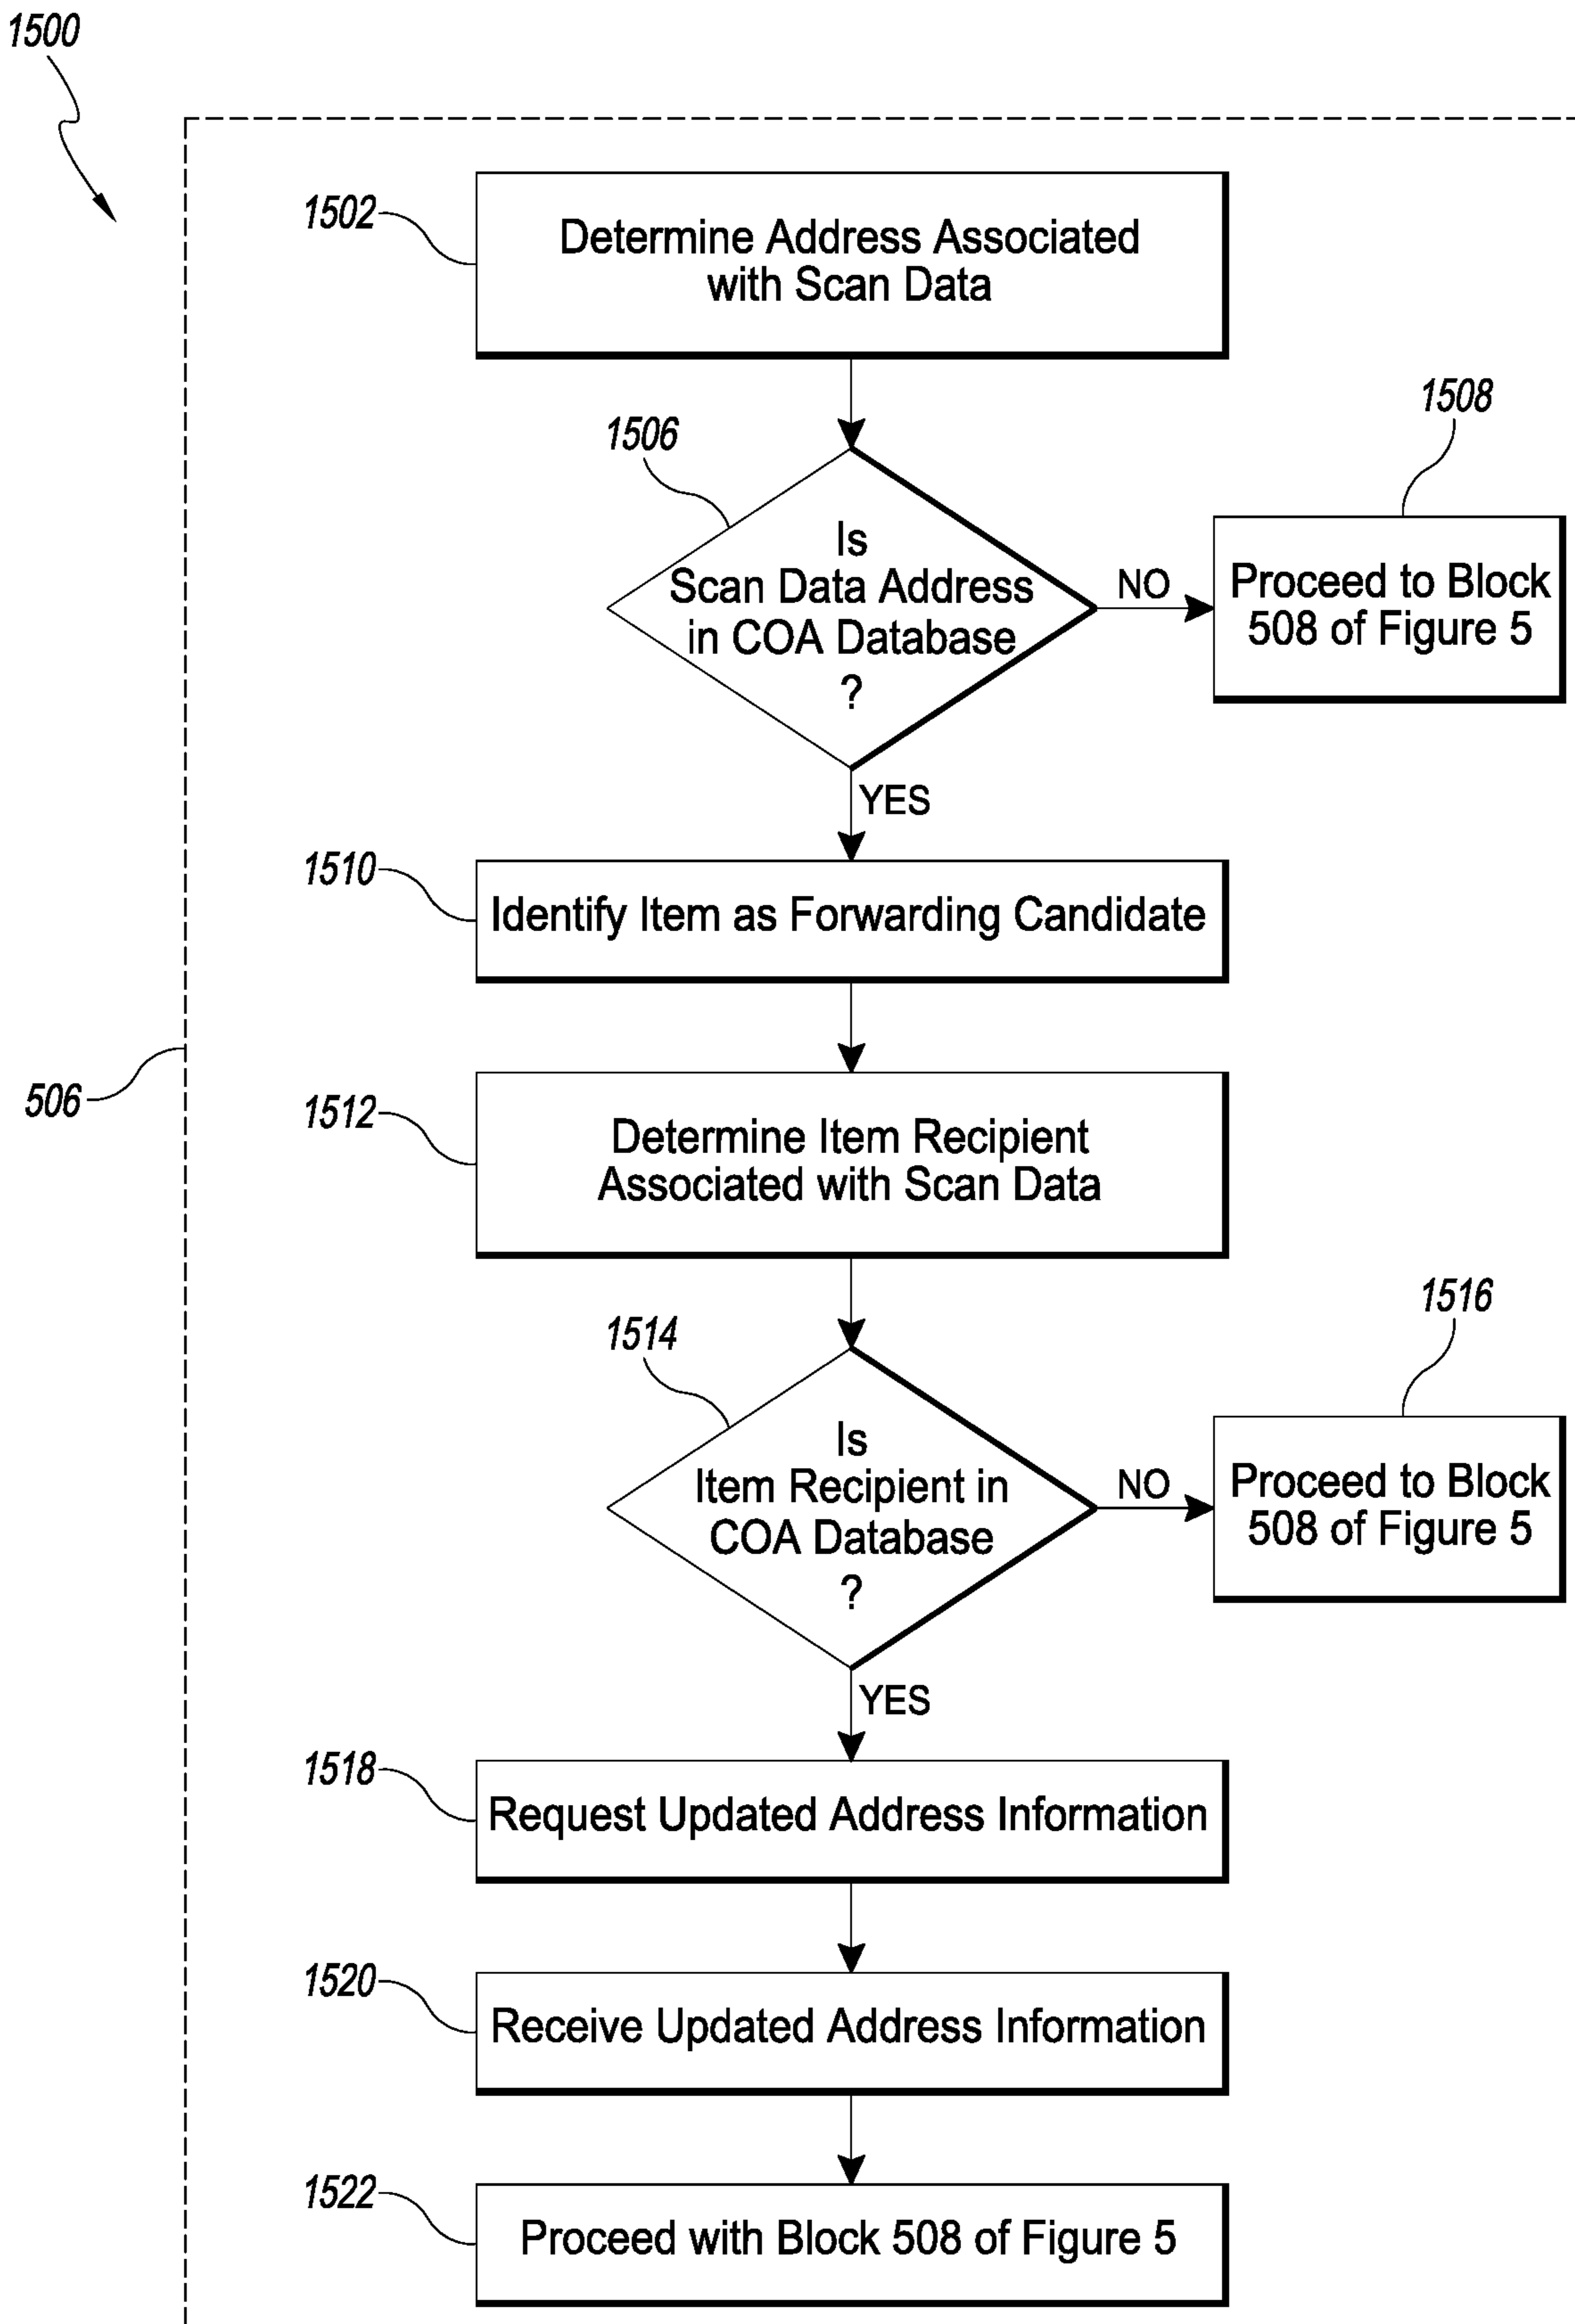 1500
1502
Determine Address Associated
with Scan Data
1506
Is
Scan Data Address
in COA Database
?
NO
1508
Proceed to Block
508 of Figure 5
YES
1510
Identify Item as Forwarding Candidate
506
1512
Determine Item Recipient
Associated with Scan Data
1514
Is
Item Recipient in
COA Database
?
NO
1516
Proceed to Block
508 of Figure 5
YES
1518
Request Updated Address Information
1520
Receive Updated Address Information
1522
Proceed with Block 508 of Figure 5